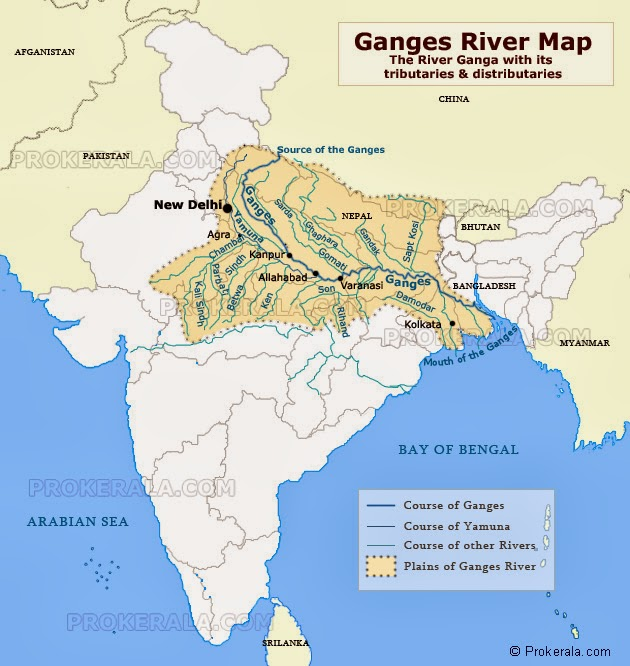 Ganges River Map
The River Ganga with its
tributaries & distributaries
AFGANISTAN
CHINA
PROKERALA.COM
PAKISTAN
Source of the Ganges
New Delhi
Ganges
Yamuna
Agra
Sarda
Ghaghara
NEPAL
Gandak
Sapt Kosi
PROKERALA.COM
BHUTAN
Chambal
Kanpur
Gomati
Sindh
Parbati
Kali Sindh
Betwa
Ken
Allahabad
Varanasi
Ganges
BANGLADESH
Son
Rihand
Damodar
Kolkata
PROKERALA.COM
PROKERALA.COM
MYANMAR
Mouth of the Ganges
BAY OF BENGAL
PROKERALA.COM
ARABIAN SEA
Course of Ganges
Course of Yamuna
Course of other Rivers
Plains of Ganges River
PROKERALA.COM
SRILANKA
© Prokerala.com